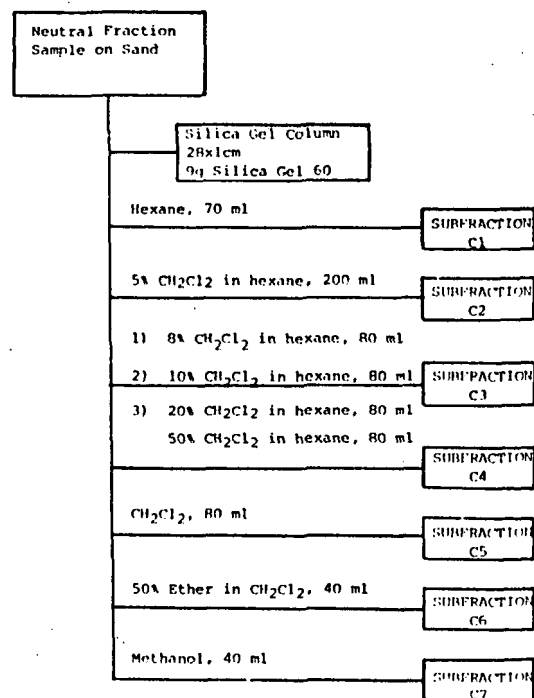 Neutral Fraction
Sample on Sand
Silica Gel Column
28x1cm
9g Silica Gel 60
Hexane, 70 ml
SUBFRACTION
C1
5% CH2Cl2 in hexane, 200 ml
SUBFRACTION
C2
1) 8% CH2Cl2 in hexane, 80 ml
2) 10% CH2Cl2 in hexane, 80 ml
SUBFRACTION
C3
3) 20% CH2Cl2 in hexane, 80 ml
50% CH2Cl2 in hexane, 80 ml
SUBFRACTION
C4
CH2Cl2, 80 ml
SUBFRACTION
C5
50% Ether in CH2Cl2, 40 ml
SUBFRACTION
C6
Methanol, 40 ml
SUBFRACTION
C7